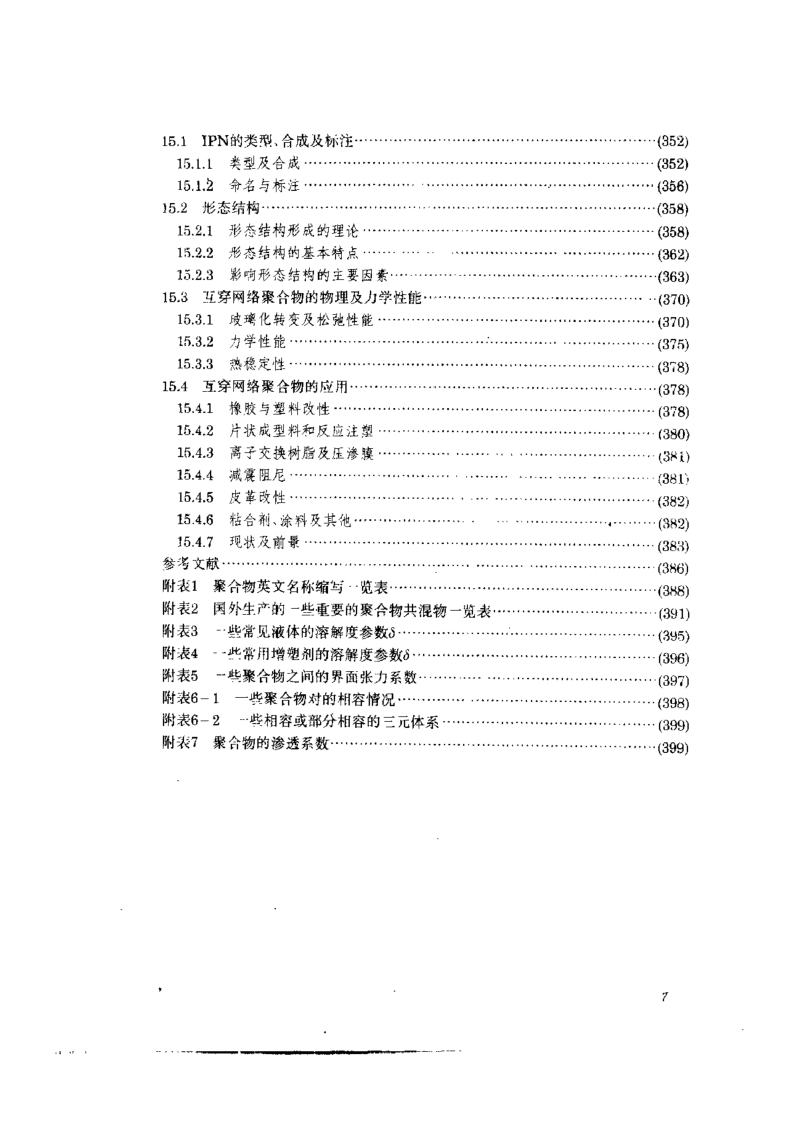 15.1 IPN的类型、合成及标注……(352)
15.1.1 类型及合成……(352)
15.1.2 命名与标注……(356)
15.2 形态结构……(358)
15.2.1 形态结构形成的理论……(358)
15.2.2 形态结构的基本特点……(362)
15.2.3 影响形态结构的主要因素……(363)
15.3 互穿网络聚合物的物理及力学性能……(370)
15.3.1 玻璃化转变及松弛性能……(370)
15.3.2 力学性能……(375)
15.3.3 热稳定性……(378)
15.4 互穿网络聚合物的应用……(378)
15.4.1 橡胶与塑料改性……(378)
15.4.2 片状成型料和反应注塑……(380)
15.4.3 离子交换树脂及压渗膜……(381)
15.4.4 减震阻尼……(381)
15.4.5 皮革改性……(382)
15.4.6 粘合剂、涂料及其他……(382)
15.4.7 现状及前景……(383)
参考文献……(386)
附表1 聚合物英文名称缩写一览表……(388)
附表2 国外生产的一些重要的聚合物共混物一览表……(391)
附表3 一些常见液体的溶解度参数δ……(395)
附表4 一些常用增塑剂的溶解度参数δ……(396)
附表5 一些聚合物之间的界面张力系数……(397)
附表6-1 一些聚合物对的相容情况……(398)
附表6-2 一些相容或部分相容的三元体系……(399)
附表7 聚合物的渗透系数……(399)
7